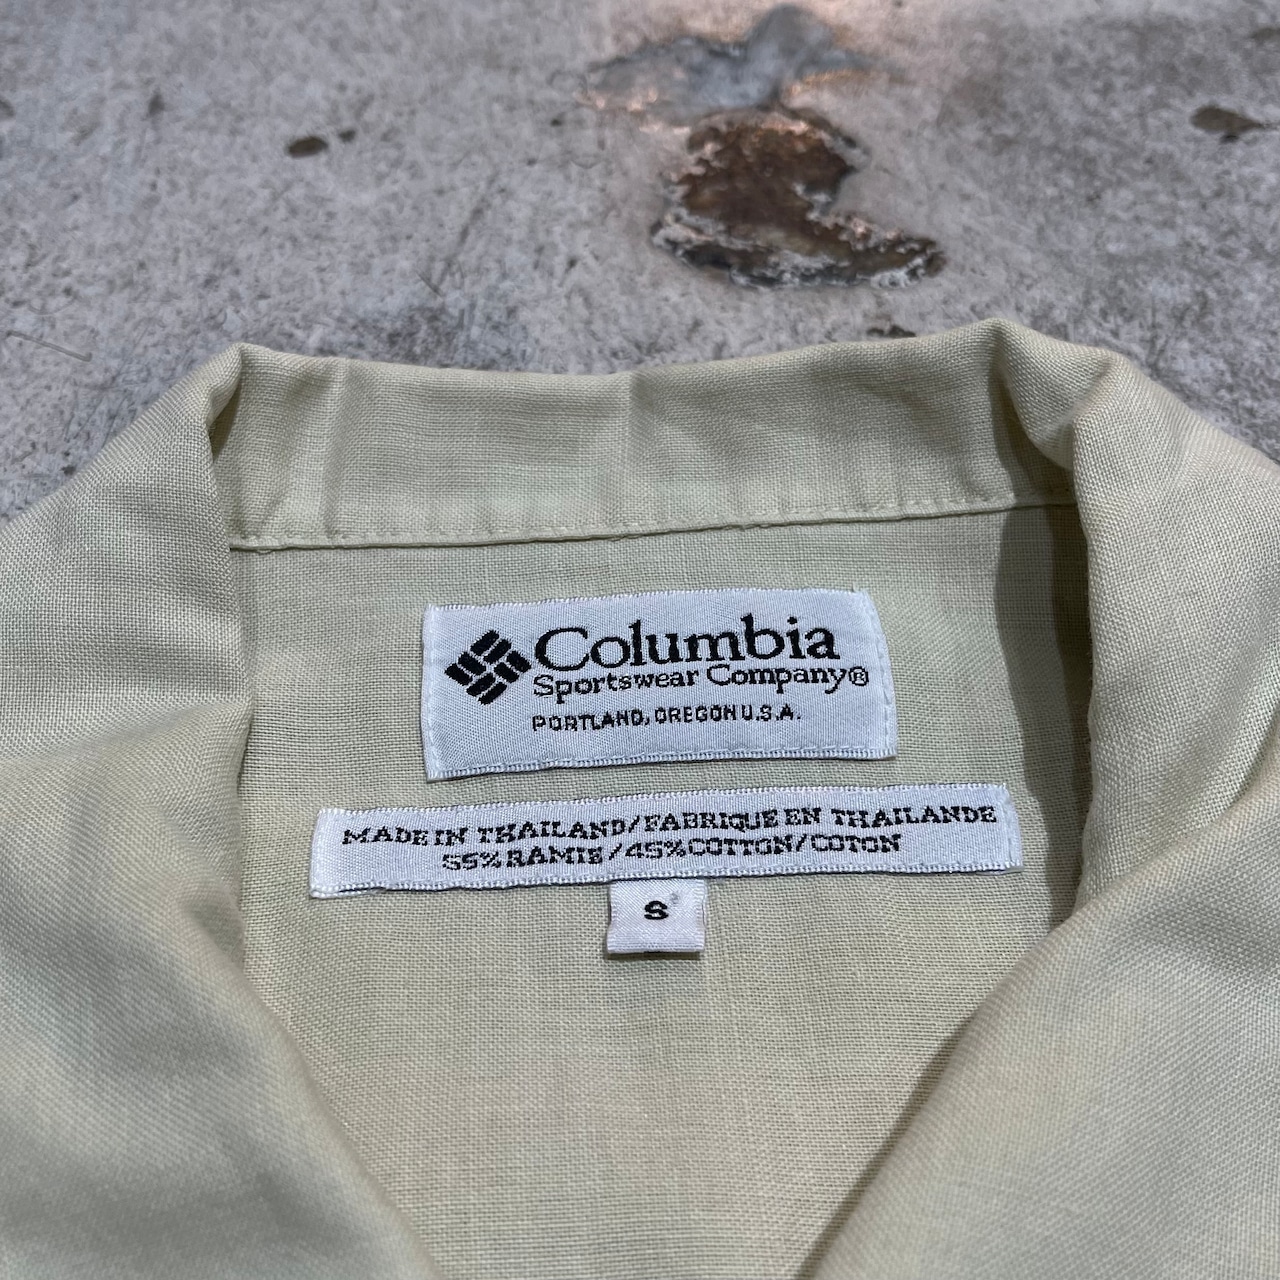 Columbia
Sportswear Company®
PORTLAND, OREGON U.S.A.
MADE IN THAILAND/FABRIQUE EN THAILANDE
55% RAMIE/45% COTTON/COTON
S